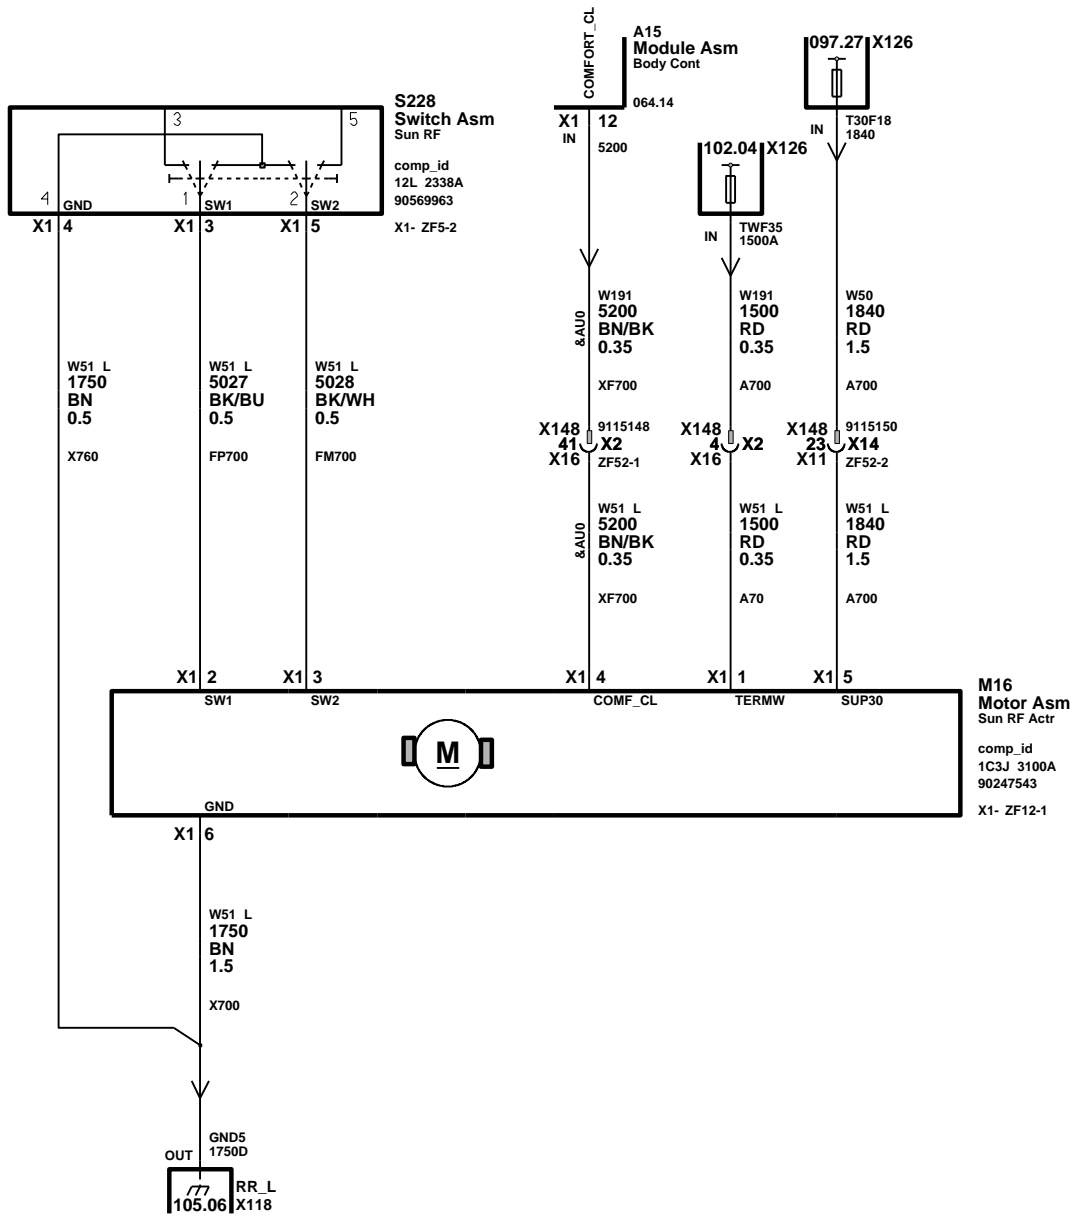 S228
Switch Asm
Sun RF
comp_id
12L 2338A
90569963
X1- ZF5-2
3
5
4
GND
1
SW1
2
SW2
X1 4
X1 3
X1 5
COMFORT_CL
A15
Module Asm
Body Cont
064.14
X1 12
IN
5200
102.04 X126
IN
TWF35
1500A
097.27 X126
IN
T30F18
1840
W51 L
1750
BN
0.5
X760
W51 L
5027
BK/BU
0.5
FP700
W51 L
5028
BK/WH
0.5
FM700
&AU0
W191
5200
BN/BK
0.35
XF700
W191
1500
RD
0.35
A700
W50
1840
RD
1.5
A700
X148 9115148
41 X2
X16 ZF52-1
X148
4 X2
X16
X148 9115150
23 X14
X11 ZF52-2
&AU0
W51 L
5200
BN/BK
0.35
XF700
W51 L
1500
RD
0.35
A70
W51 L
1840
RD
1.5
A700
X1 2
X1 3
X1 4
X1 1
X1 5
SW1
SW2
COMF_CL
TERMW
SUP30
M
GND
M16
Motor Asm
Sun RF Actr
comp_id
1C3J 3100A
90247543
X1- ZF12-1
X1 6
W51 L
1750
BN
1.5
X700
OUT
GND5
1750D
RR_L
105.06 X118